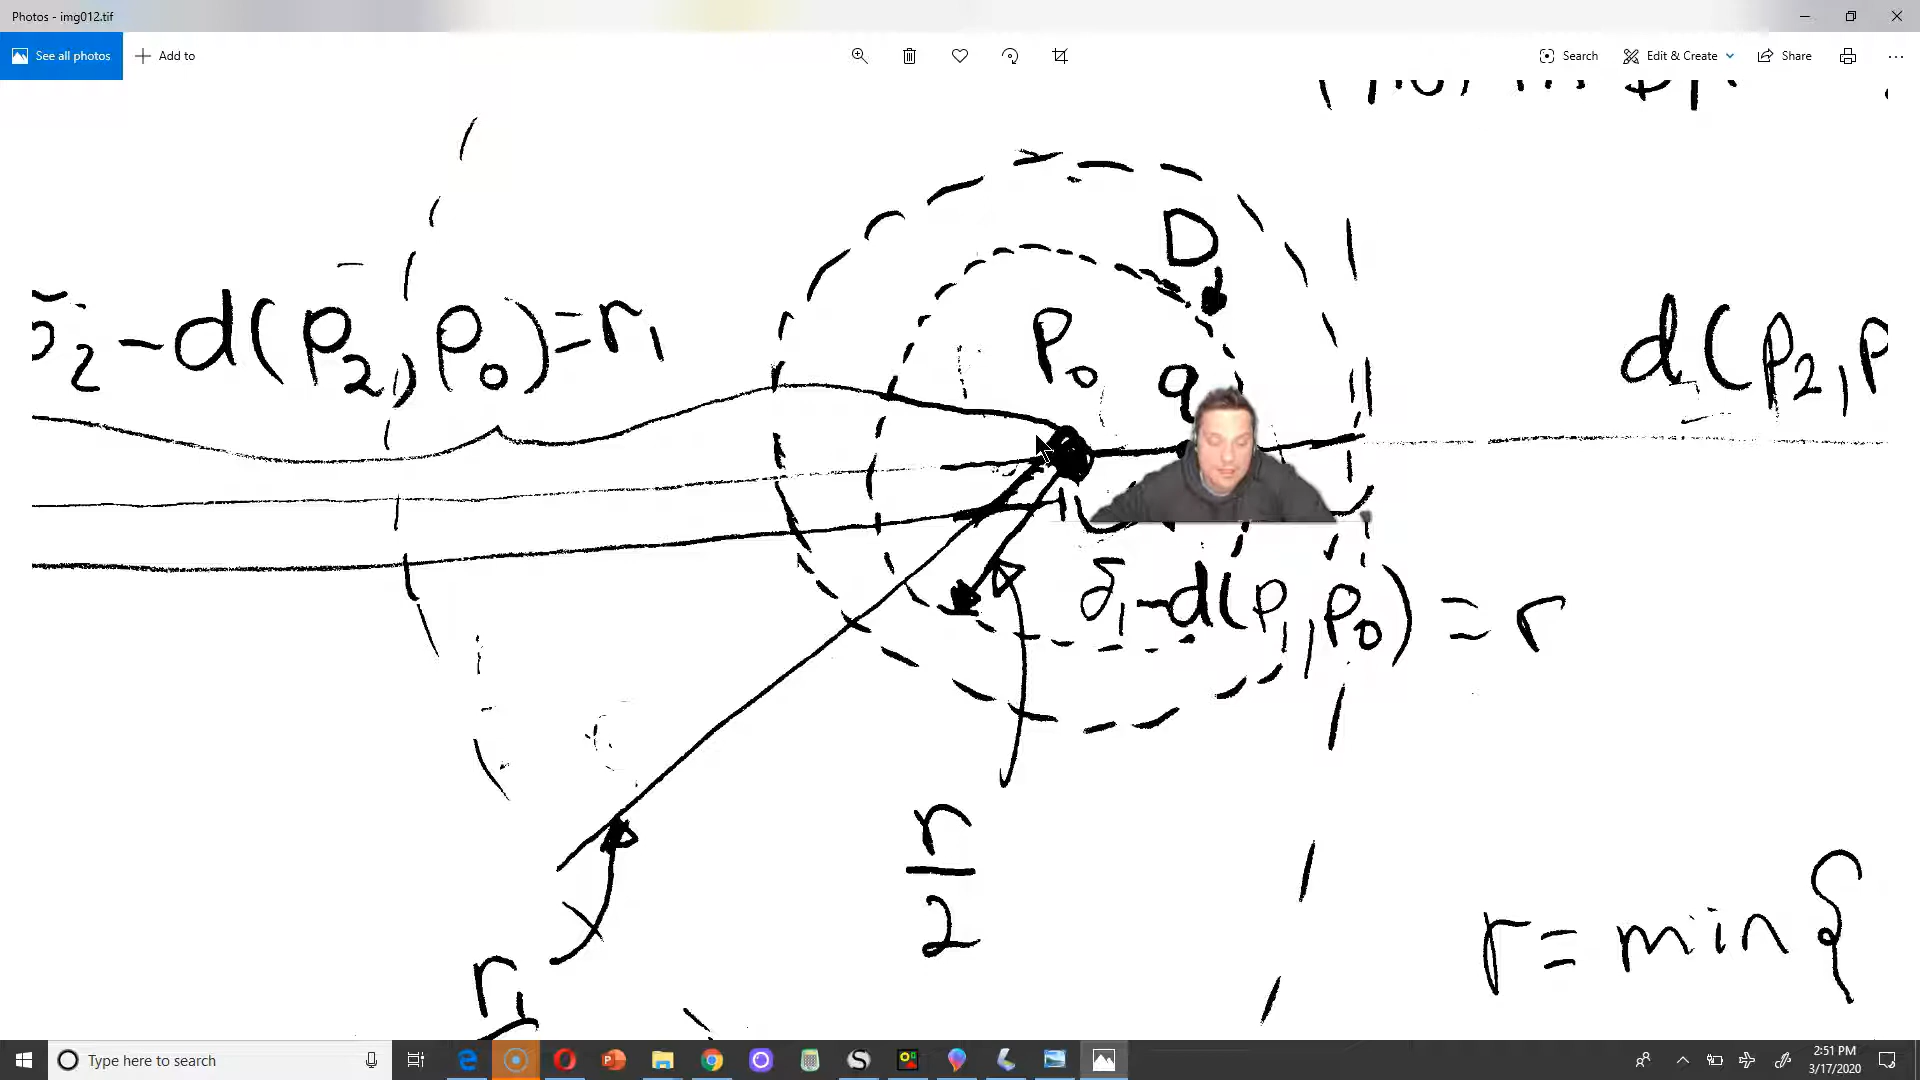 Photos - img012.tif
See all photos
Add to
Search
Edit & Create
Share
D
δ₂ - d(p₂, p₀) = r₁
p₀
q
d(p₂, p
δ₁ - d(p₁, p₀) = r
r
2
r = min {
r₁
Type here to search
2:51 PM
3/17/2020